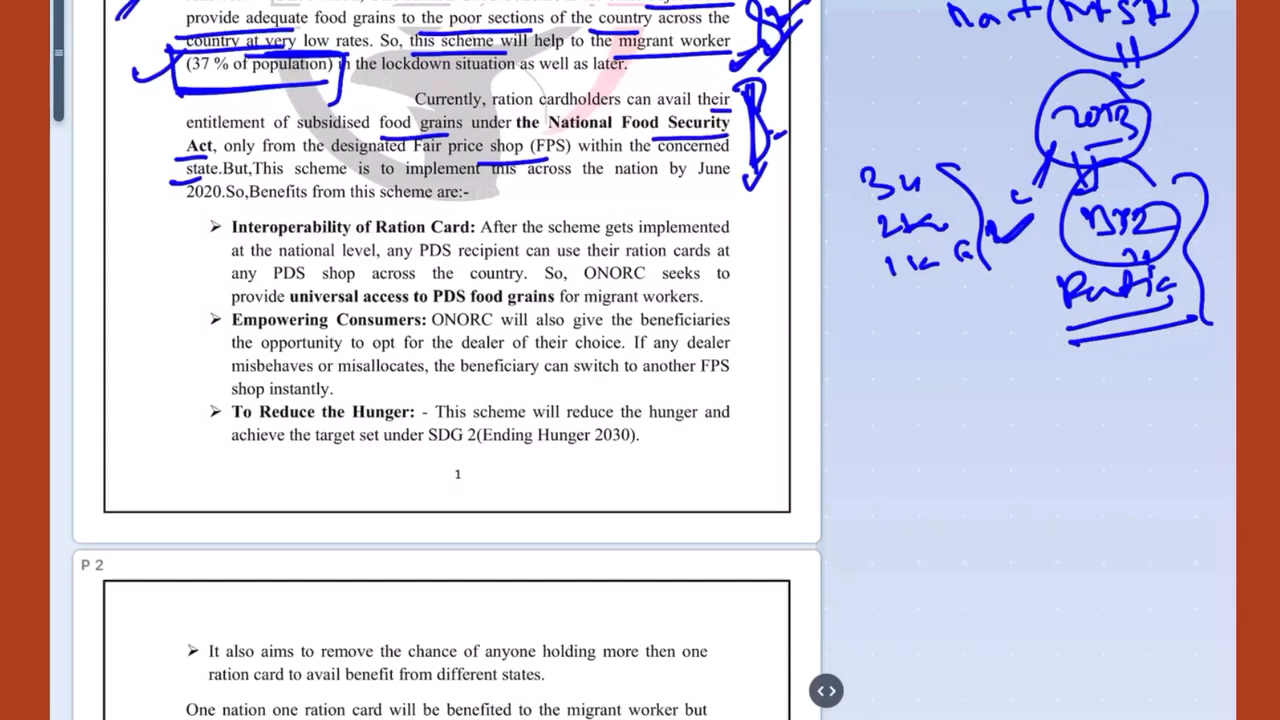 provide adequate food grains to the poor sections of the country across the
country at very low rates. So, this scheme will help to the migrant worker
(37 % of population) in the lockdown situation as well as later.
Currently, ration cardholders can avail their
entitlement of subsidised food grains under the National Food Security
Act, only from the designated Fair price shop (FPS) within the concerned
state.But,This scheme is to implement this across the nation by June
2020.So,Benefits from this scheme are:-
➢ Interoperability of Ration Card: After the scheme gets implemented
at the national level, any PDS recipient can use their ration cards at
any PDS shop across the country. So, ONORC seeks to
provide universal access to PDS food grains for migrant workers.
➢ Empowering Consumers: ONORC will also give the beneficiaries
the opportunity to opt for the dealer of their choice. If any dealer
misbehaves or misallocates, the beneficiary can switch to another FPS
shop instantly.
➢ To Reduce the Hunger: - This scheme will reduce the hunger and
achieve the target set under SDG 2(Ending Hunger 2030).
1
2013
P 2
➢ It also aims to remove the chance of anyone holding more then one
ration card to avail benefit from different states.
One nation one ration card will be benefited to the migrant worker but